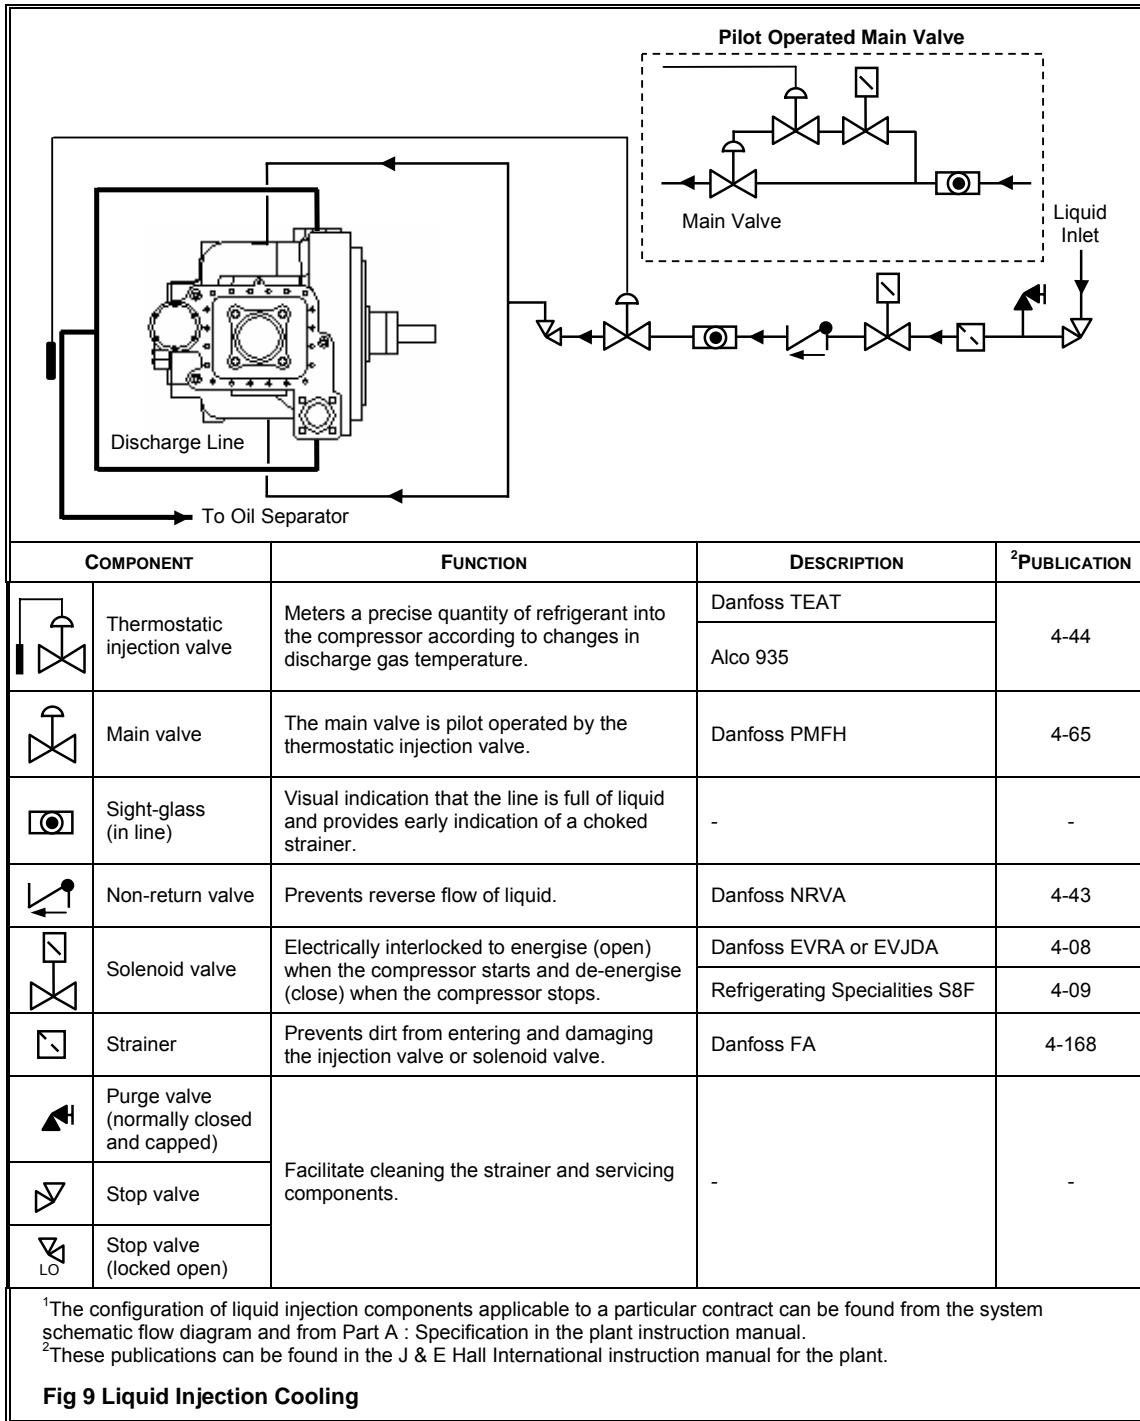 Pilot Operated Main Valve
Main Valve
Liquid
Inlet
Discharge Line
To Oil Separator
COMPONENT FUNCTION DESCRIPTION ²PUBLICATION
Thermostatic
injection valve
Meters a precise quantity of refrigerant into
the compressor according to changes in
discharge gas temperature.
Danfoss TEAT
Alco 935
4-44
Main valve
The main valve is pilot operated by the
thermostatic injection valve.
Danfoss PMFH
4-65
Sight-glass
(in line)
Visual indication that the line is full of liquid
and provides early indication of a choked
strainer.
-
-
Non-return valve
Prevents reverse flow of liquid.
Danfoss NRVA
4-43
Solenoid valve
Electrically interlocked to energise (open)
when the compressor starts and de-energise
(close) when the compressor stops.
Danfoss EVRA or EVJDA
4-08
Refrigerating Specialities S8F
4-09
Strainer
Prevents dirt from entering and damaging
the injection valve or solenoid valve.
Danfoss FA
4-168
Purge valve
(normally closed
and capped)
Facilitate cleaning the strainer and servicing
components.
-
-
Stop valve
LO
Stop valve
(locked open)
¹The configuration of liquid injection components applicable to a particular contract can be found from the system
schematic flow diagram and from Part A : Specification in the plant instruction manual.
²These publications can be found in the J & E Hall International instruction manual for the plant.
Fig 9 Liquid Injection Cooling